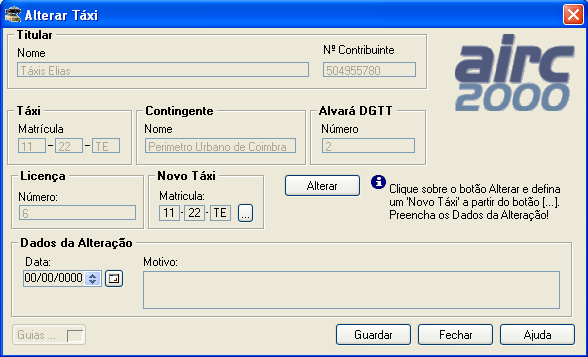 Alterar Táxi
Titular
Nome
Nº Contribuinte
Táxis Elias
504955780
airc
2000
Táxi
Matrícula
11 - 22 - TE
Contingente
Nome
Perimetro Urbano de Coimbra
Alvará DGTT
Número
2
Licença
Número:
6
Novo Táxi
Matricula:
11 - 22 - TE ...
Alterar
Clique sobre o botão Alterar e defina
um 'Novo Táxi' a partir do botão [...].
Preencha os Dados da Alteração!
Dados da Alteração
Data:
Motivo:
00/00/0000
Guias ...
Guardar
Fechar
Ajuda